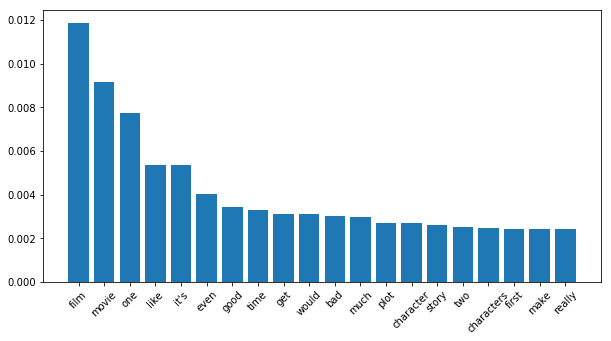 0.012
0.010
0.008
0.006
0.004
0.002
0.000
film
movie
one
like
it's
even
good
time
get
would
bad
much
plot
character
story
two
characters
first
make
really